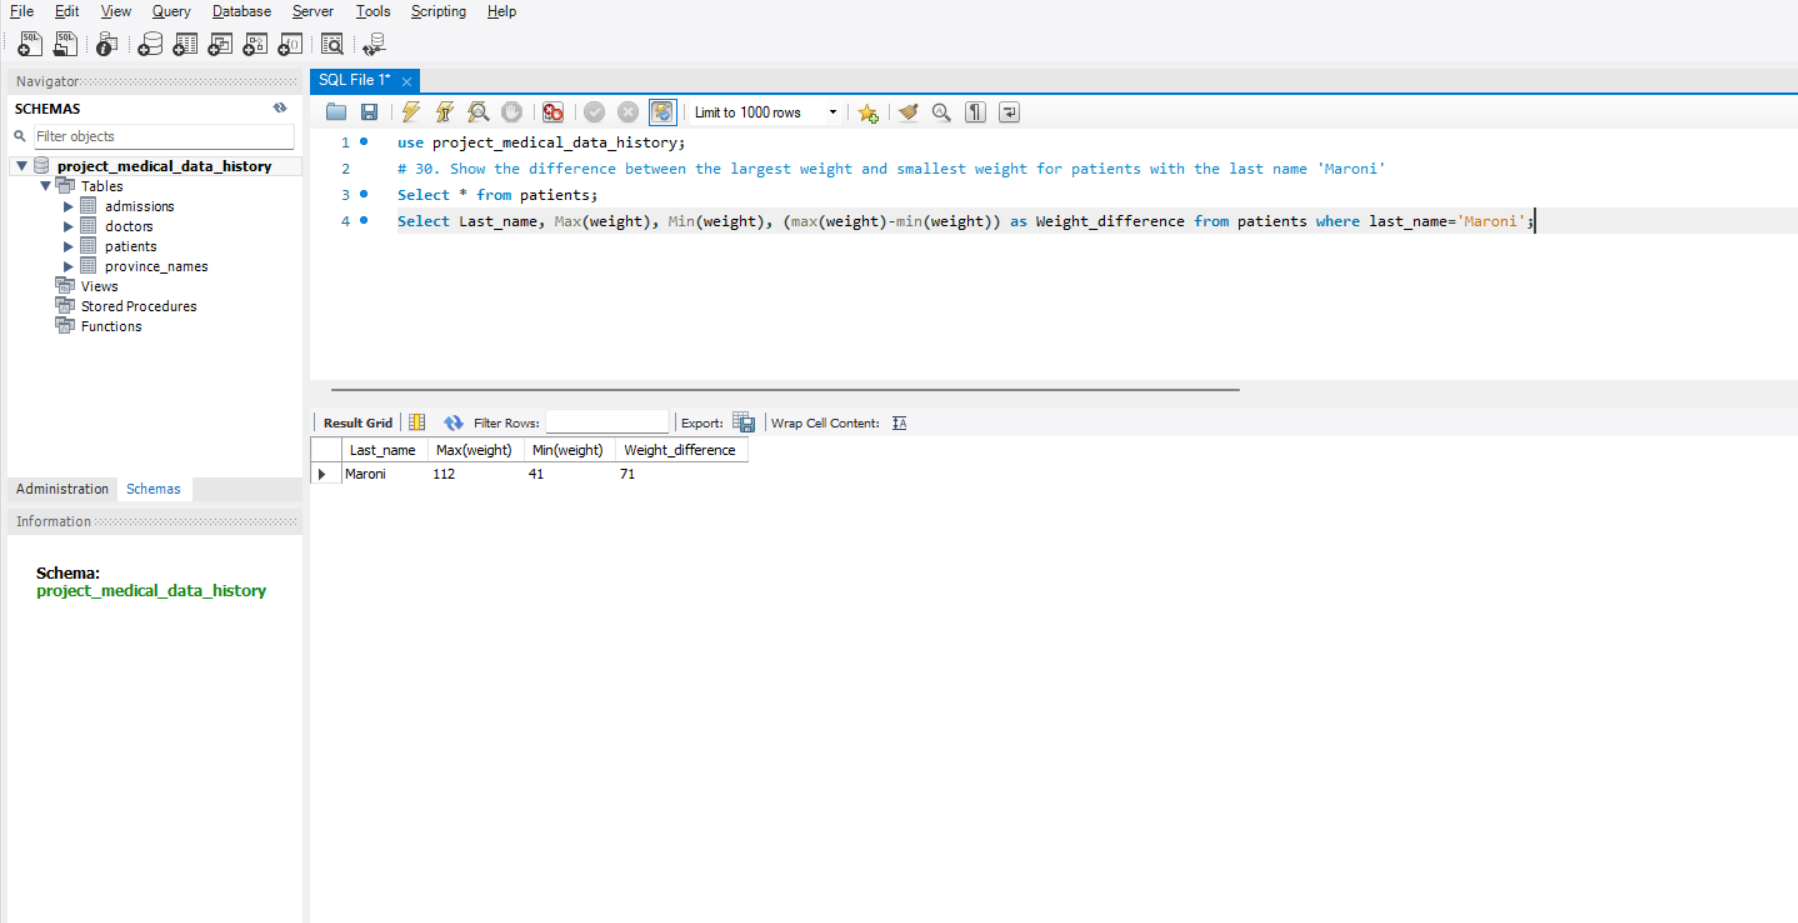 File Edit View Query Database Server Tools Scripting Help
SQL SQL
Navigator
SCHEMAS
Filter objects
project_medical_data_history
Tables
admissions
doctors
patients
province_names
Views
Stored Procedures
Functions
Administration Schemas
Information
Schema:
project_medical_data_history
SQL File 1*
Limit to 1000 rows
1 use project_medical_data_history;
2 # 30. Show the difference between the largest weight and smallest weight for patients with the last name 'Maroni'
3 Select * from patients;
4 Select Last_name, Max(weight), Min(weight), (max(weight)-min(weight)) as Weight_difference from patients where last_name='Maroni';
Result Grid Filter Rows: Export: Wrap Cell Content:
Last_name Max(weight) Min(weight) Weight_difference
Maroni 112 41 71